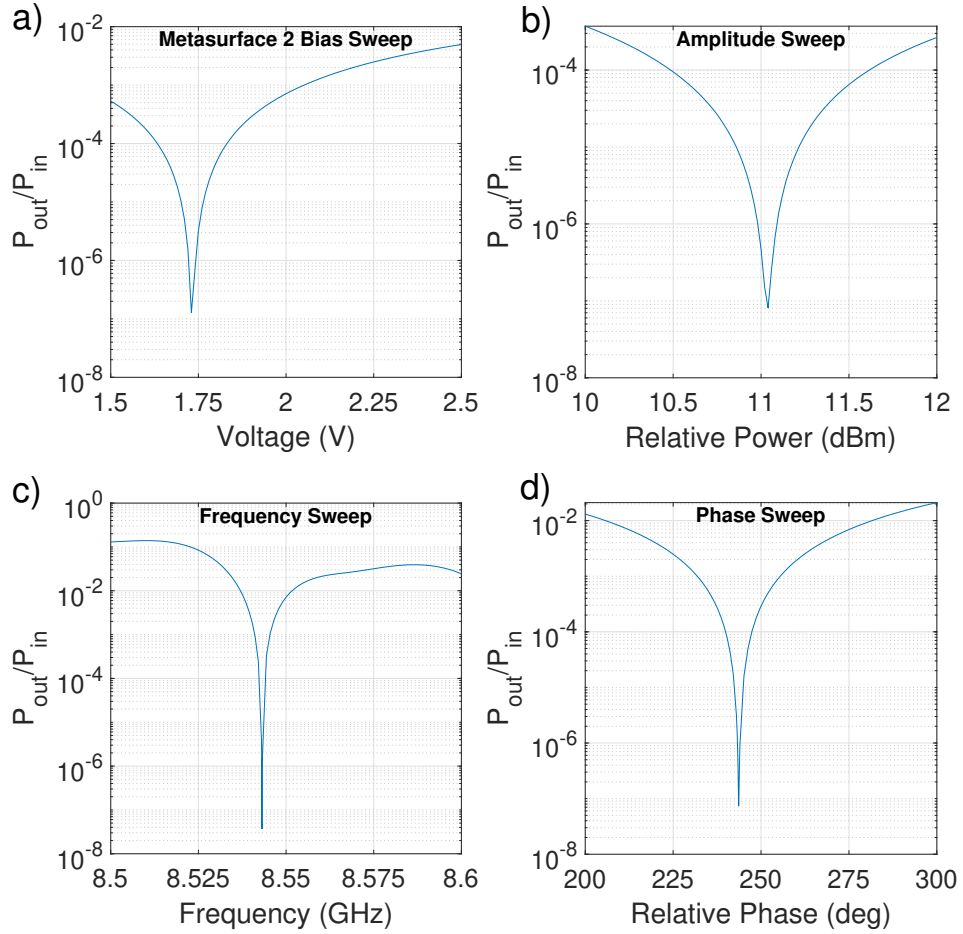 a)
Metasurface 2 Bias Sweep
P_out/P_in
10^-2
10^-4
10^-6
10^-8
1.5 1.75 2 2.25 2.5
Voltage (V)
b)
Amplitude Sweep
P_out/P_in
10^-4
10^-6
10^-8
10 10.5 11 11.5 12
Relative Power (dBm)
c)
Frequency Sweep
P_out/P_in
10^0
10^-2
10^-4
10^-6
10^-8
8.5 8.525 8.55 8.575 8.6
Frequency (GHz)
d)
Phase Sweep
P_out/P_in
10^-2
10^-4
10^-6
10^-8
200 225 250 275 300
Relative Phase (deg)